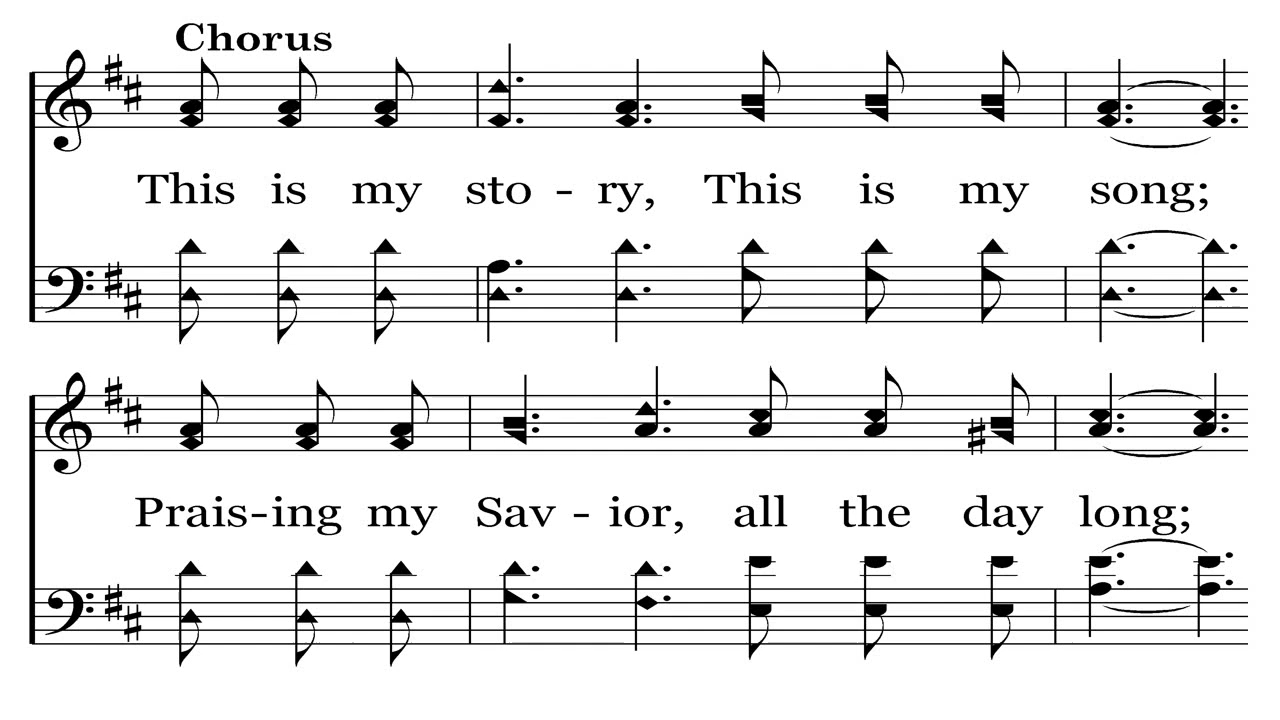 Chorus
This is my sto - ry, This is my song;
Prais-ing my Sav - ior, all the day long;